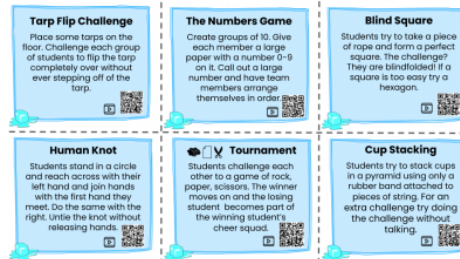 Tarp Flip Challenge
Place some tarps on the
floor. Challenge each group
of students to flip the tarp
completely over without
ever stepping off of the
tarp.
The Numbers Game
Create groups of 10. Give
each member a large
paper with a number 0-9
on it. Call out a large
number and have team
members arrange
themselves in order.
Blind Square
Students try to take a piece
of rope and form a perfect
square. The challenge?
They are blindfolded! If a
square is too easy try a
hexagon.
Human Knot
Students stand in a circle
and reach across with their
left hand and join hands
with the first hand they
meet. Do the same with the
right. Untie the knot without
releasing hands.
Tournament
Students challenge each
other to a game of rock,
paper, scissors. The winner
moves on and the losing
student becomes part of
the winning student's
cheer squad.
Cup Stacking
Students try to stack cups
in a pyramid using only a
rubber band attached to
pieces of string. For an
extra challenge try doing
the challenge without
talking.